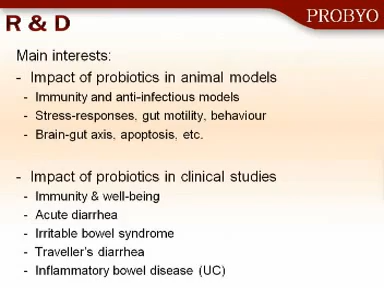 PROBYO
R & D
Main interests:
- Impact of probiotics in animal models
- Immunity and anti-infectious models
- Stress-responses, gut motility, behaviour
- Brain-gut axis, apoptosis, etc.
- Impact of probiotics in clinical studies
- Immunity & well-being
- Acute diarrhea
- Irritable bowel syndrome
- Traveller's diarrhea
- Inflammatory bowel disease (UC)